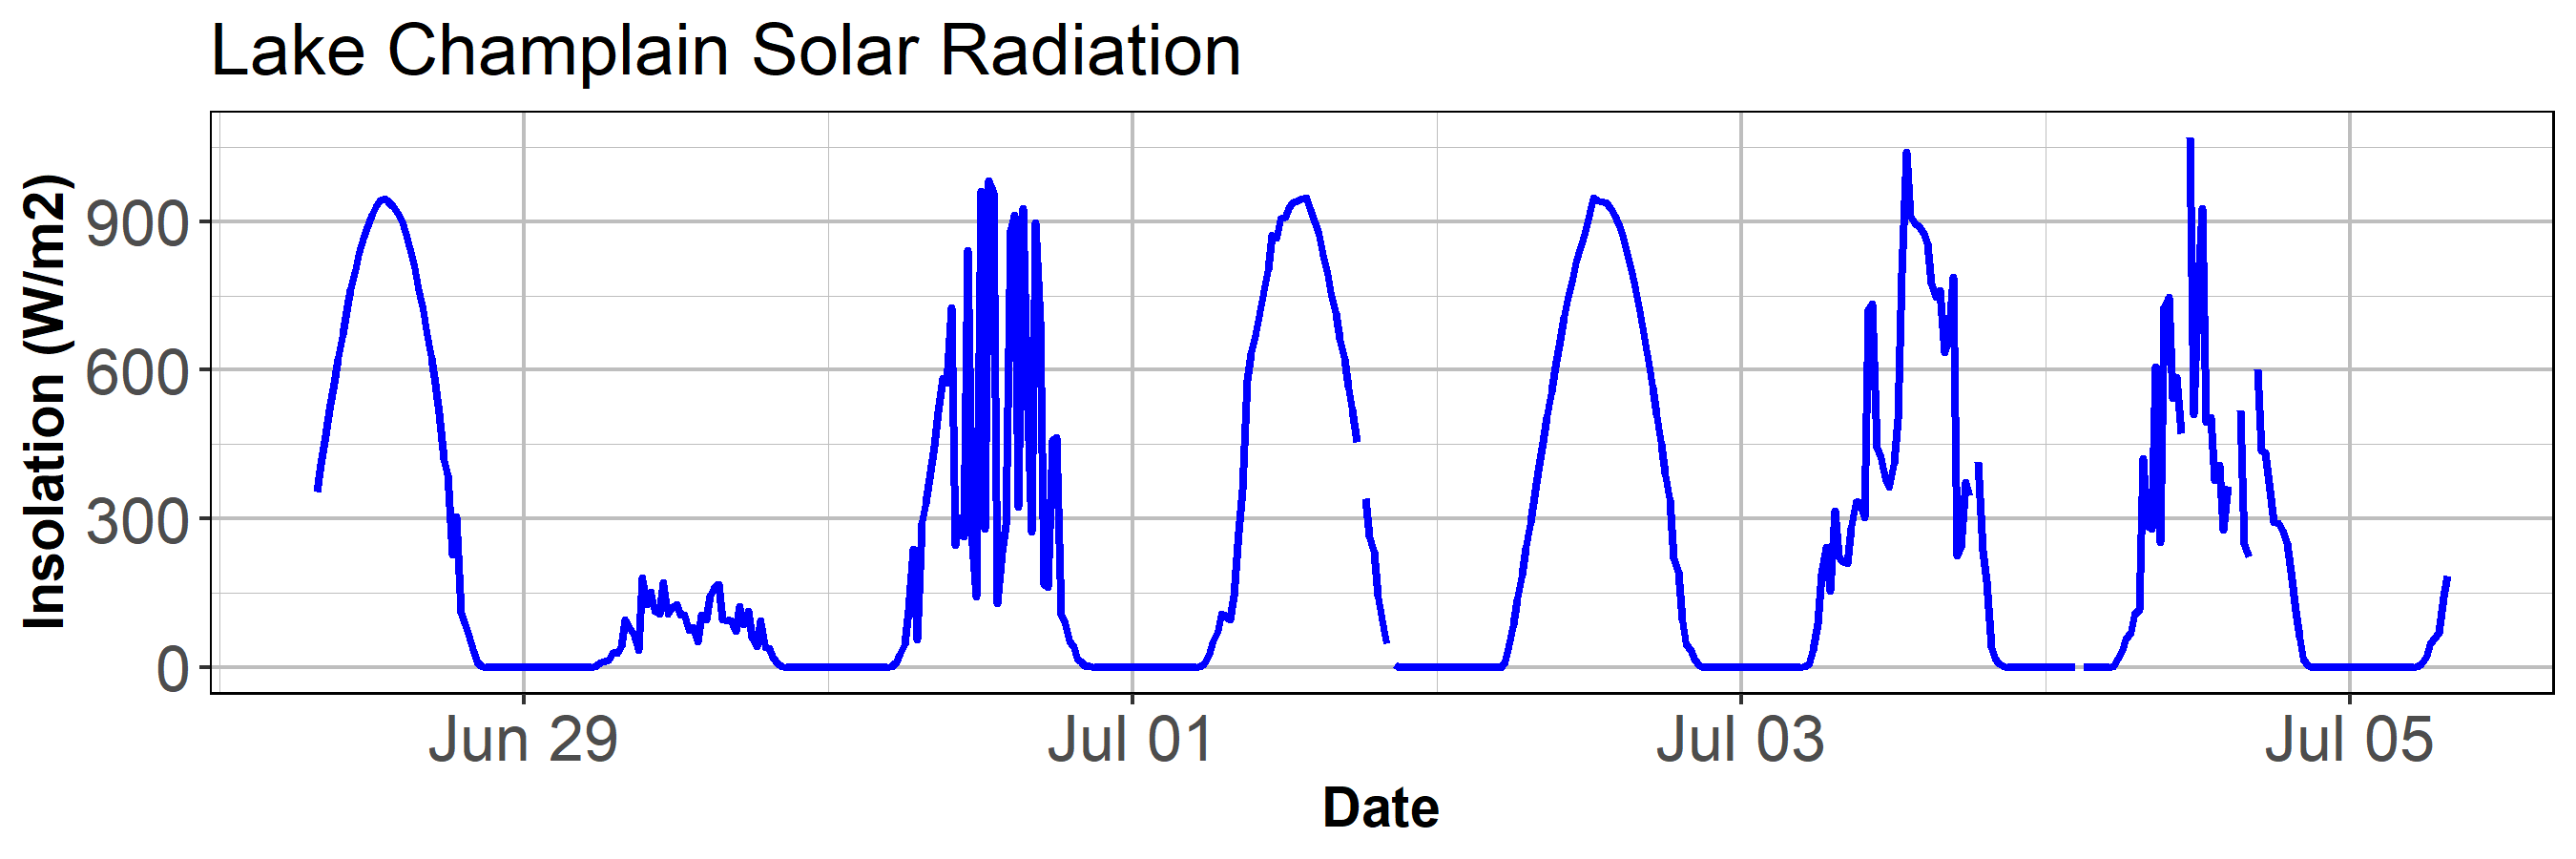 Lake Champlain Solar Radiation
Insolation (W/m2)
900
600
300
0
Jun 29 Jul 01 Jul 03 Jul 05
Date